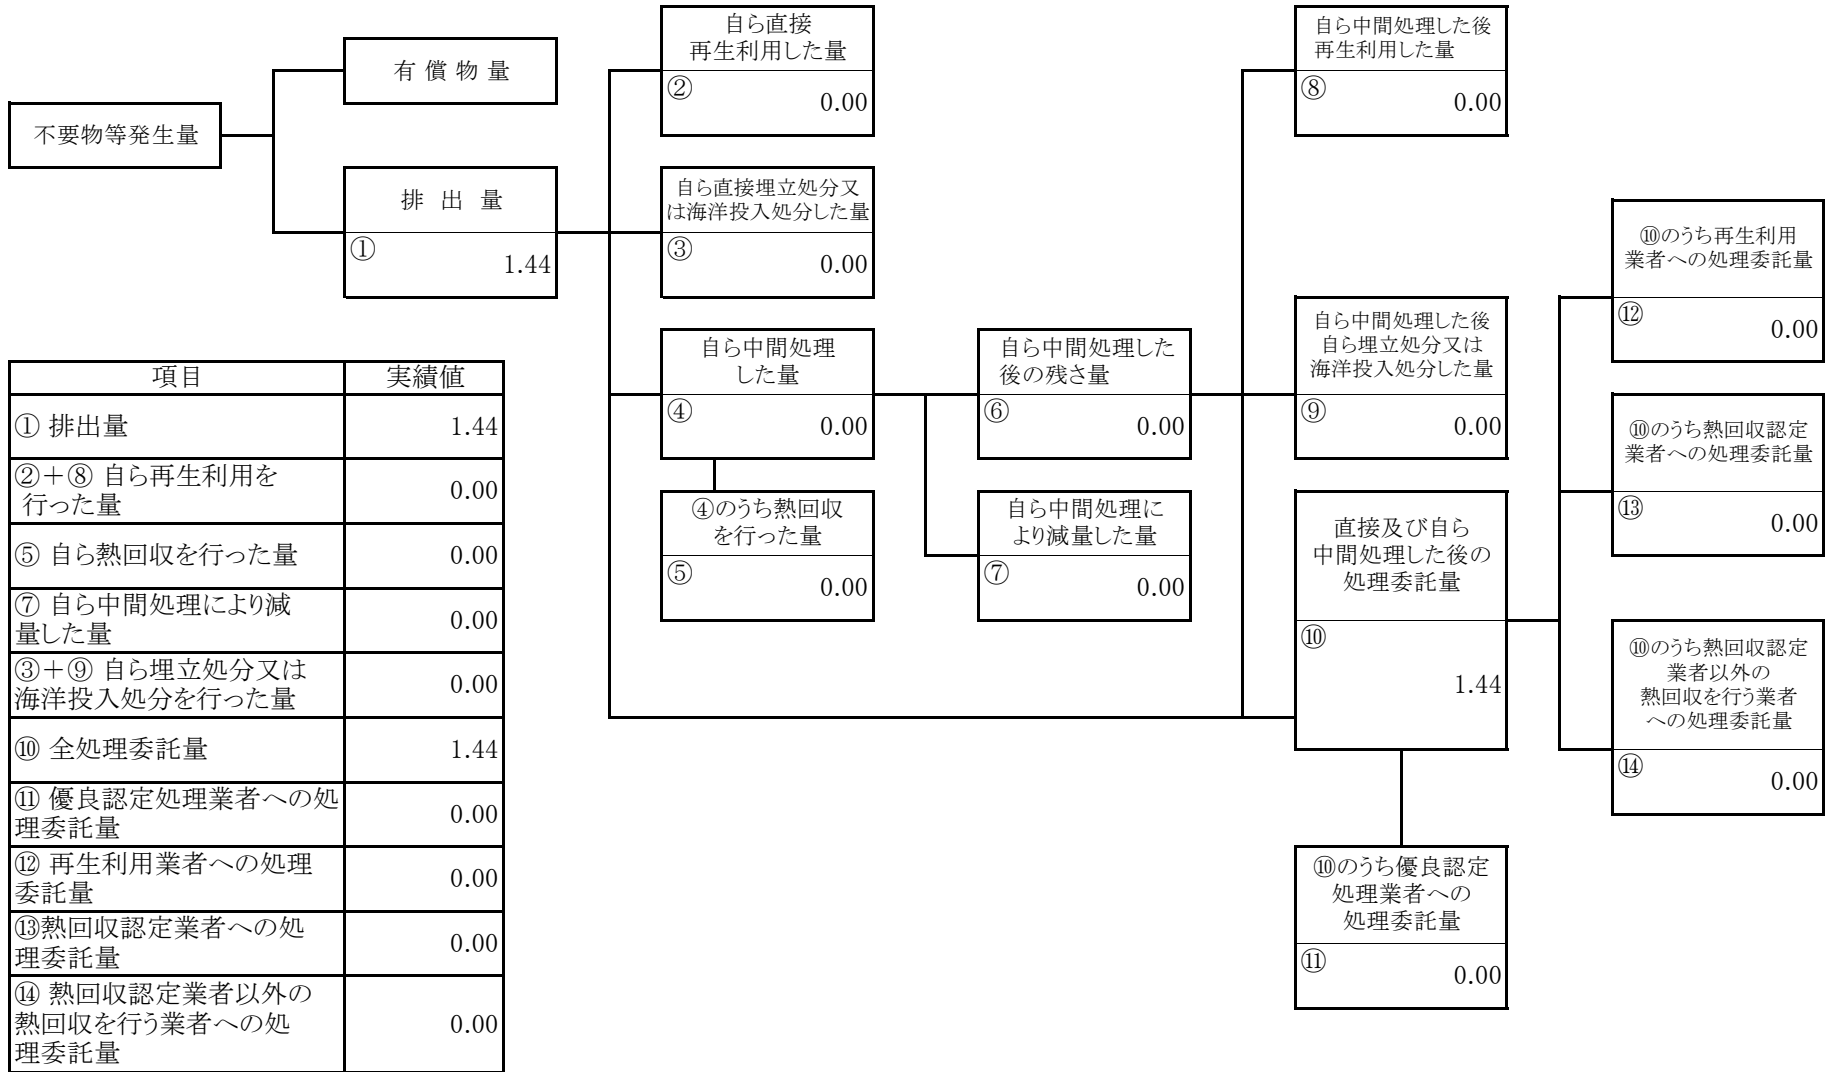 不要物等発生量
有償物量
排出量
①
1.44
自ら直接
再生利用した量
②
0.00
自ら直接埋立処分又
は海洋投入処分した量
③
0.00
自ら中間処理
した量
④
0.00
④のうち熱回収
を行った量
⑤
0.00
自ら中間処理した
後の残さ量
⑥
0.00
自ら中間処理に
より減量した量
⑦
0.00
自ら中間処理した後
再生利用した量
⑧
0.00
自ら中間処理した後
自ら埋立処分又は
海洋投入処分した量
⑨
0.00
直接及び自ら
中間処理した後の
処理委託量
⑩
1.44
⑩のうち優良認定
処理業者への
処理委託量
⑪
0.00
⑩のうち再生利用
業者への処理委託量
⑫
0.00
⑩のうち熱回収認定
業者への処理委託量
⑬
0.00
⑩のうち熱回収認定
業者以外の
熱回収を行う業者
への処理委託量
⑭
0.00
項目 実績値
① 排出量 1.44
②＋⑧ 自ら再生利用を
行った量 0.00
⑤ 自ら熱回収を行った量 0.00
⑦ 自ら中間処理により減
量した量 0.00
③＋⑨ 自ら埋立処分又は
海洋投入処分を行った量 0.00
⑩ 全処理委託量 1.44
⑪ 優良認定処理業者への処
理委託量 0.00
⑫ 再生利用業者への処理
委託量 0.00
⑬熱回収認定業者への処
理委託量 0.00
⑭ 熱回収認定業者以外の
熱回収を行う業者への処
理委託量 0.00